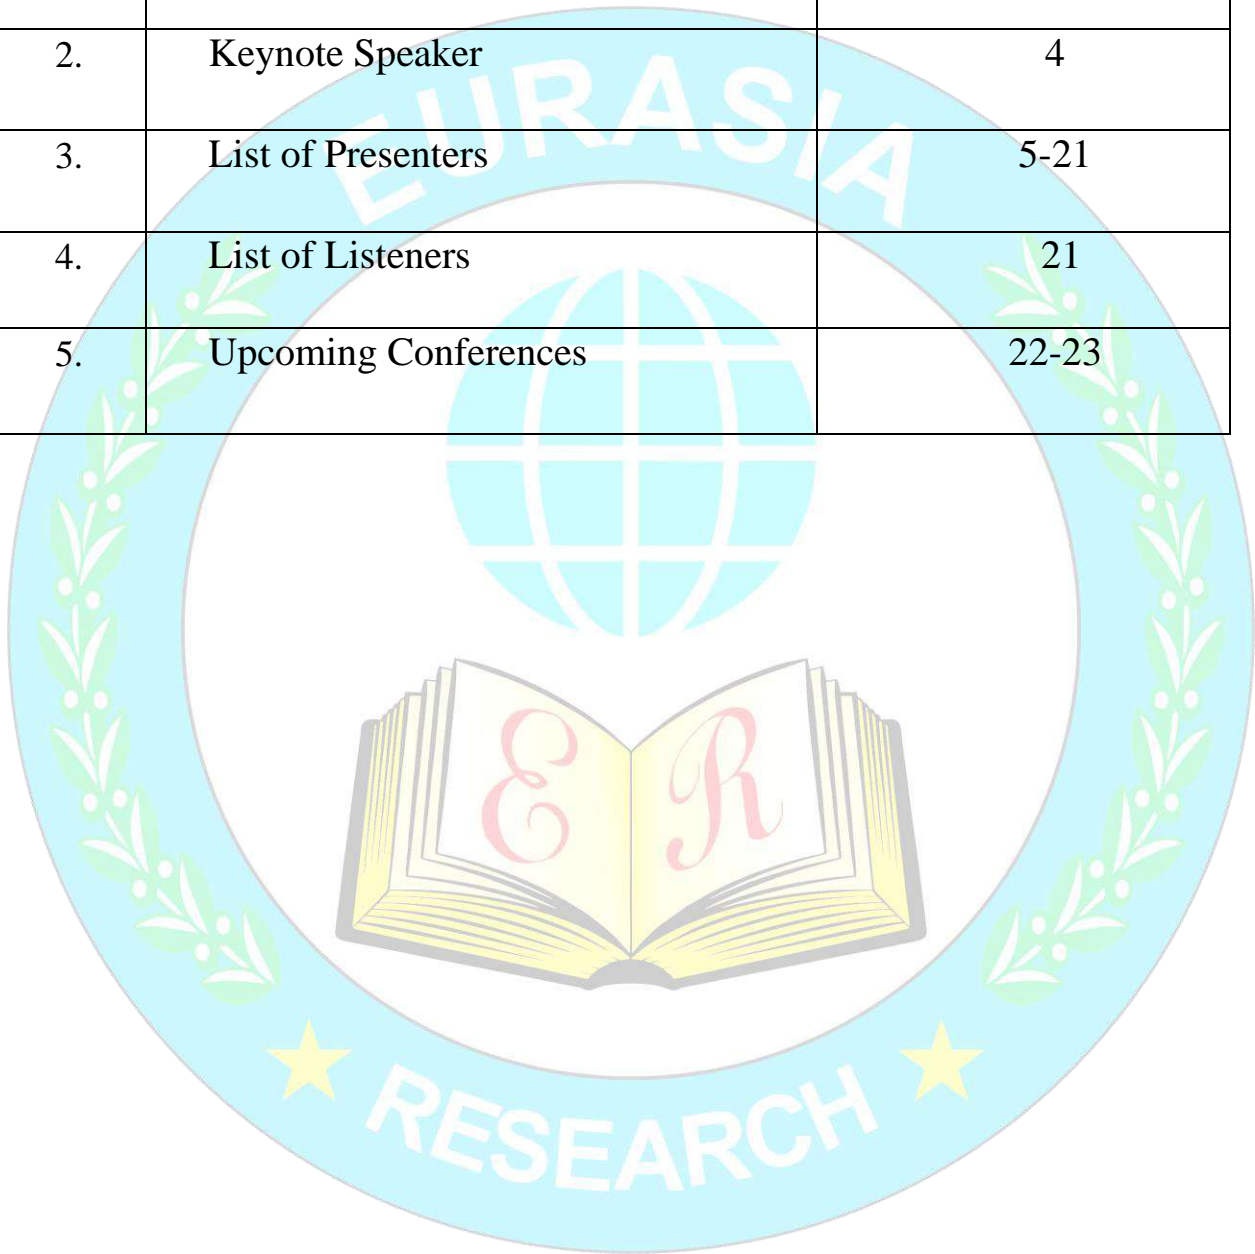 2. Keynote Speaker 4
3. List of Presenters 5-21
4. List of Listeners 21
5. Upcoming Conferences 22-23
EURASIA
E R
RESEARCH